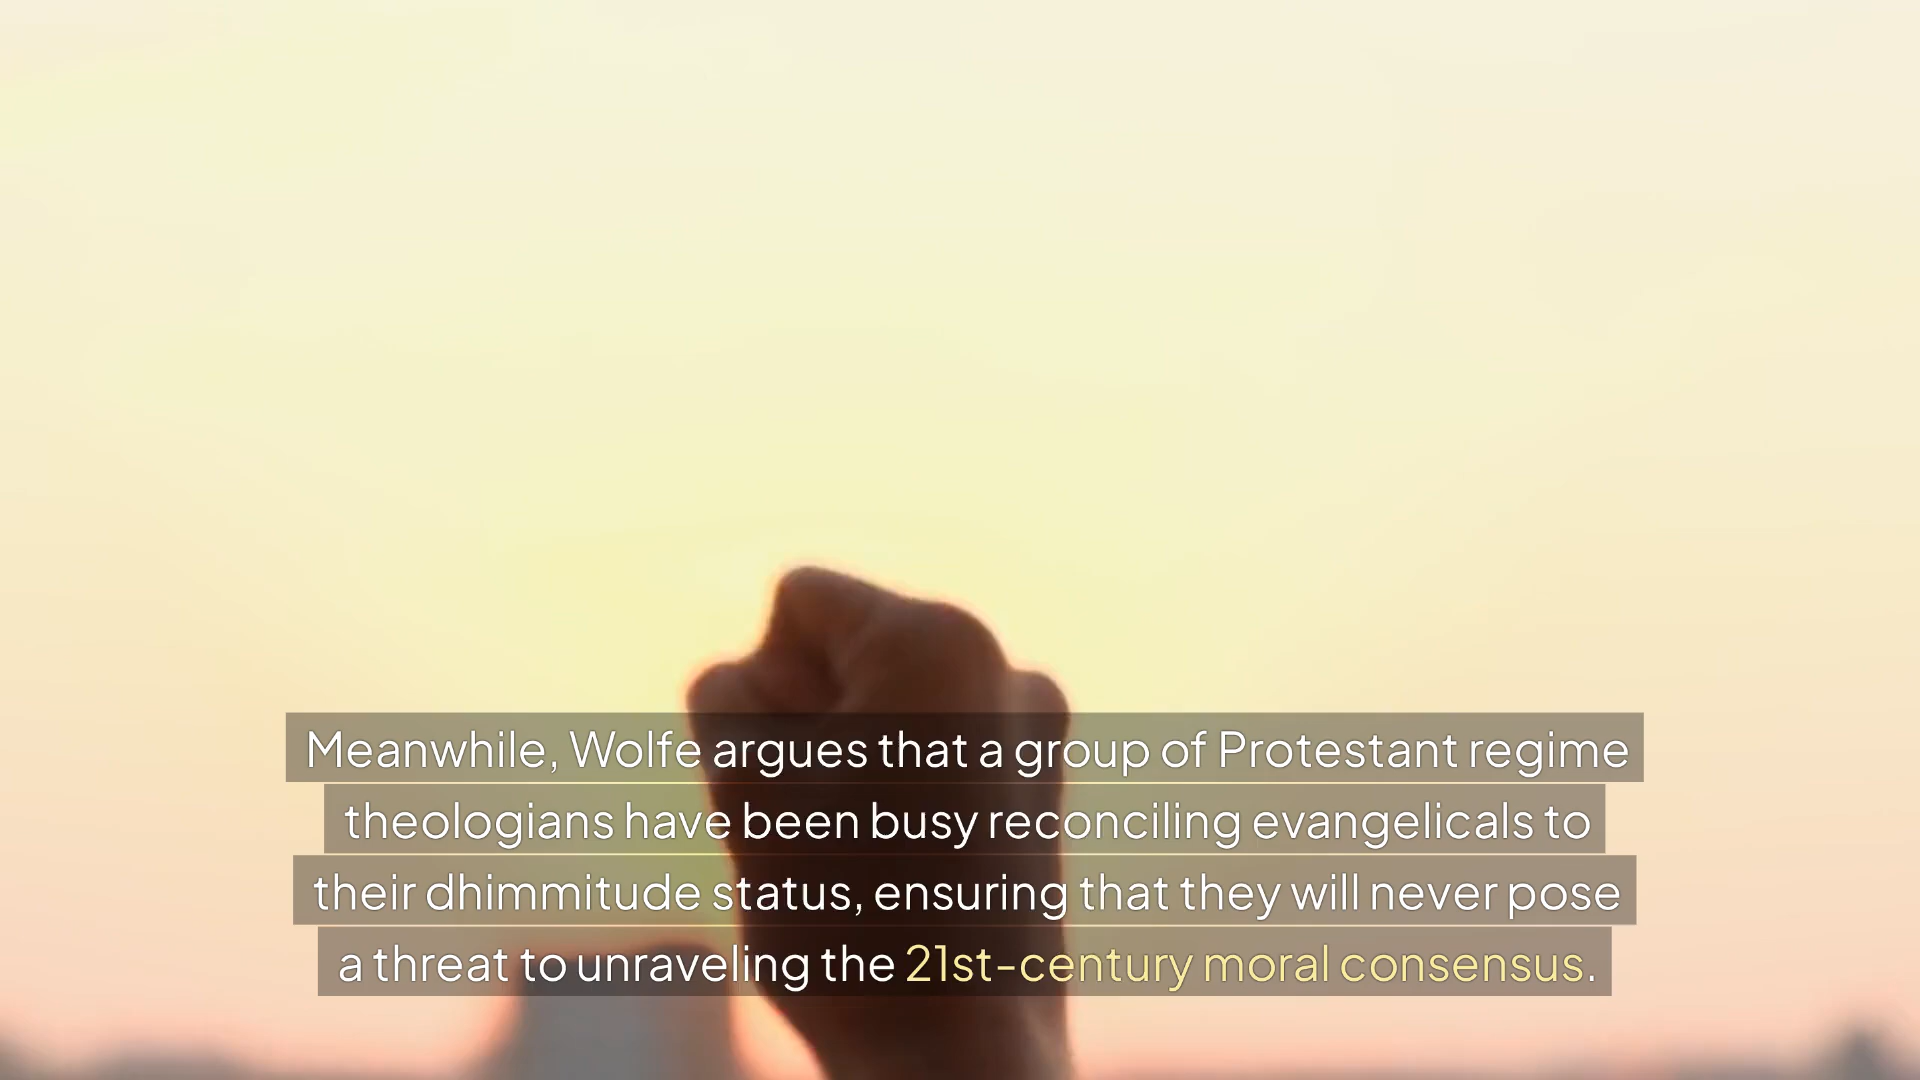 Meanwhile, Wolfe argues that a group of Protestant regime
theologians have been busy reconciling evangelicals to
their dhimmitude status, ensuring that they will never pose
a threat to unraveling the 21st-century moral consensus.